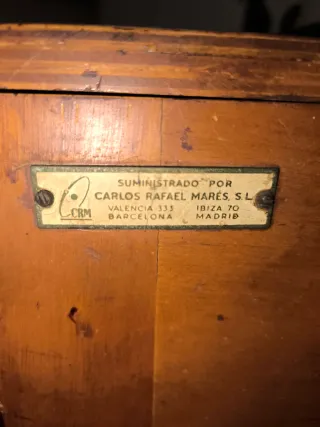 SUMINISTRADO POR
CARLOS RAFAEL MARÉS, S.L.
VALENCIA 333 IBIZA 70
BARCELONA MADRID
CRM